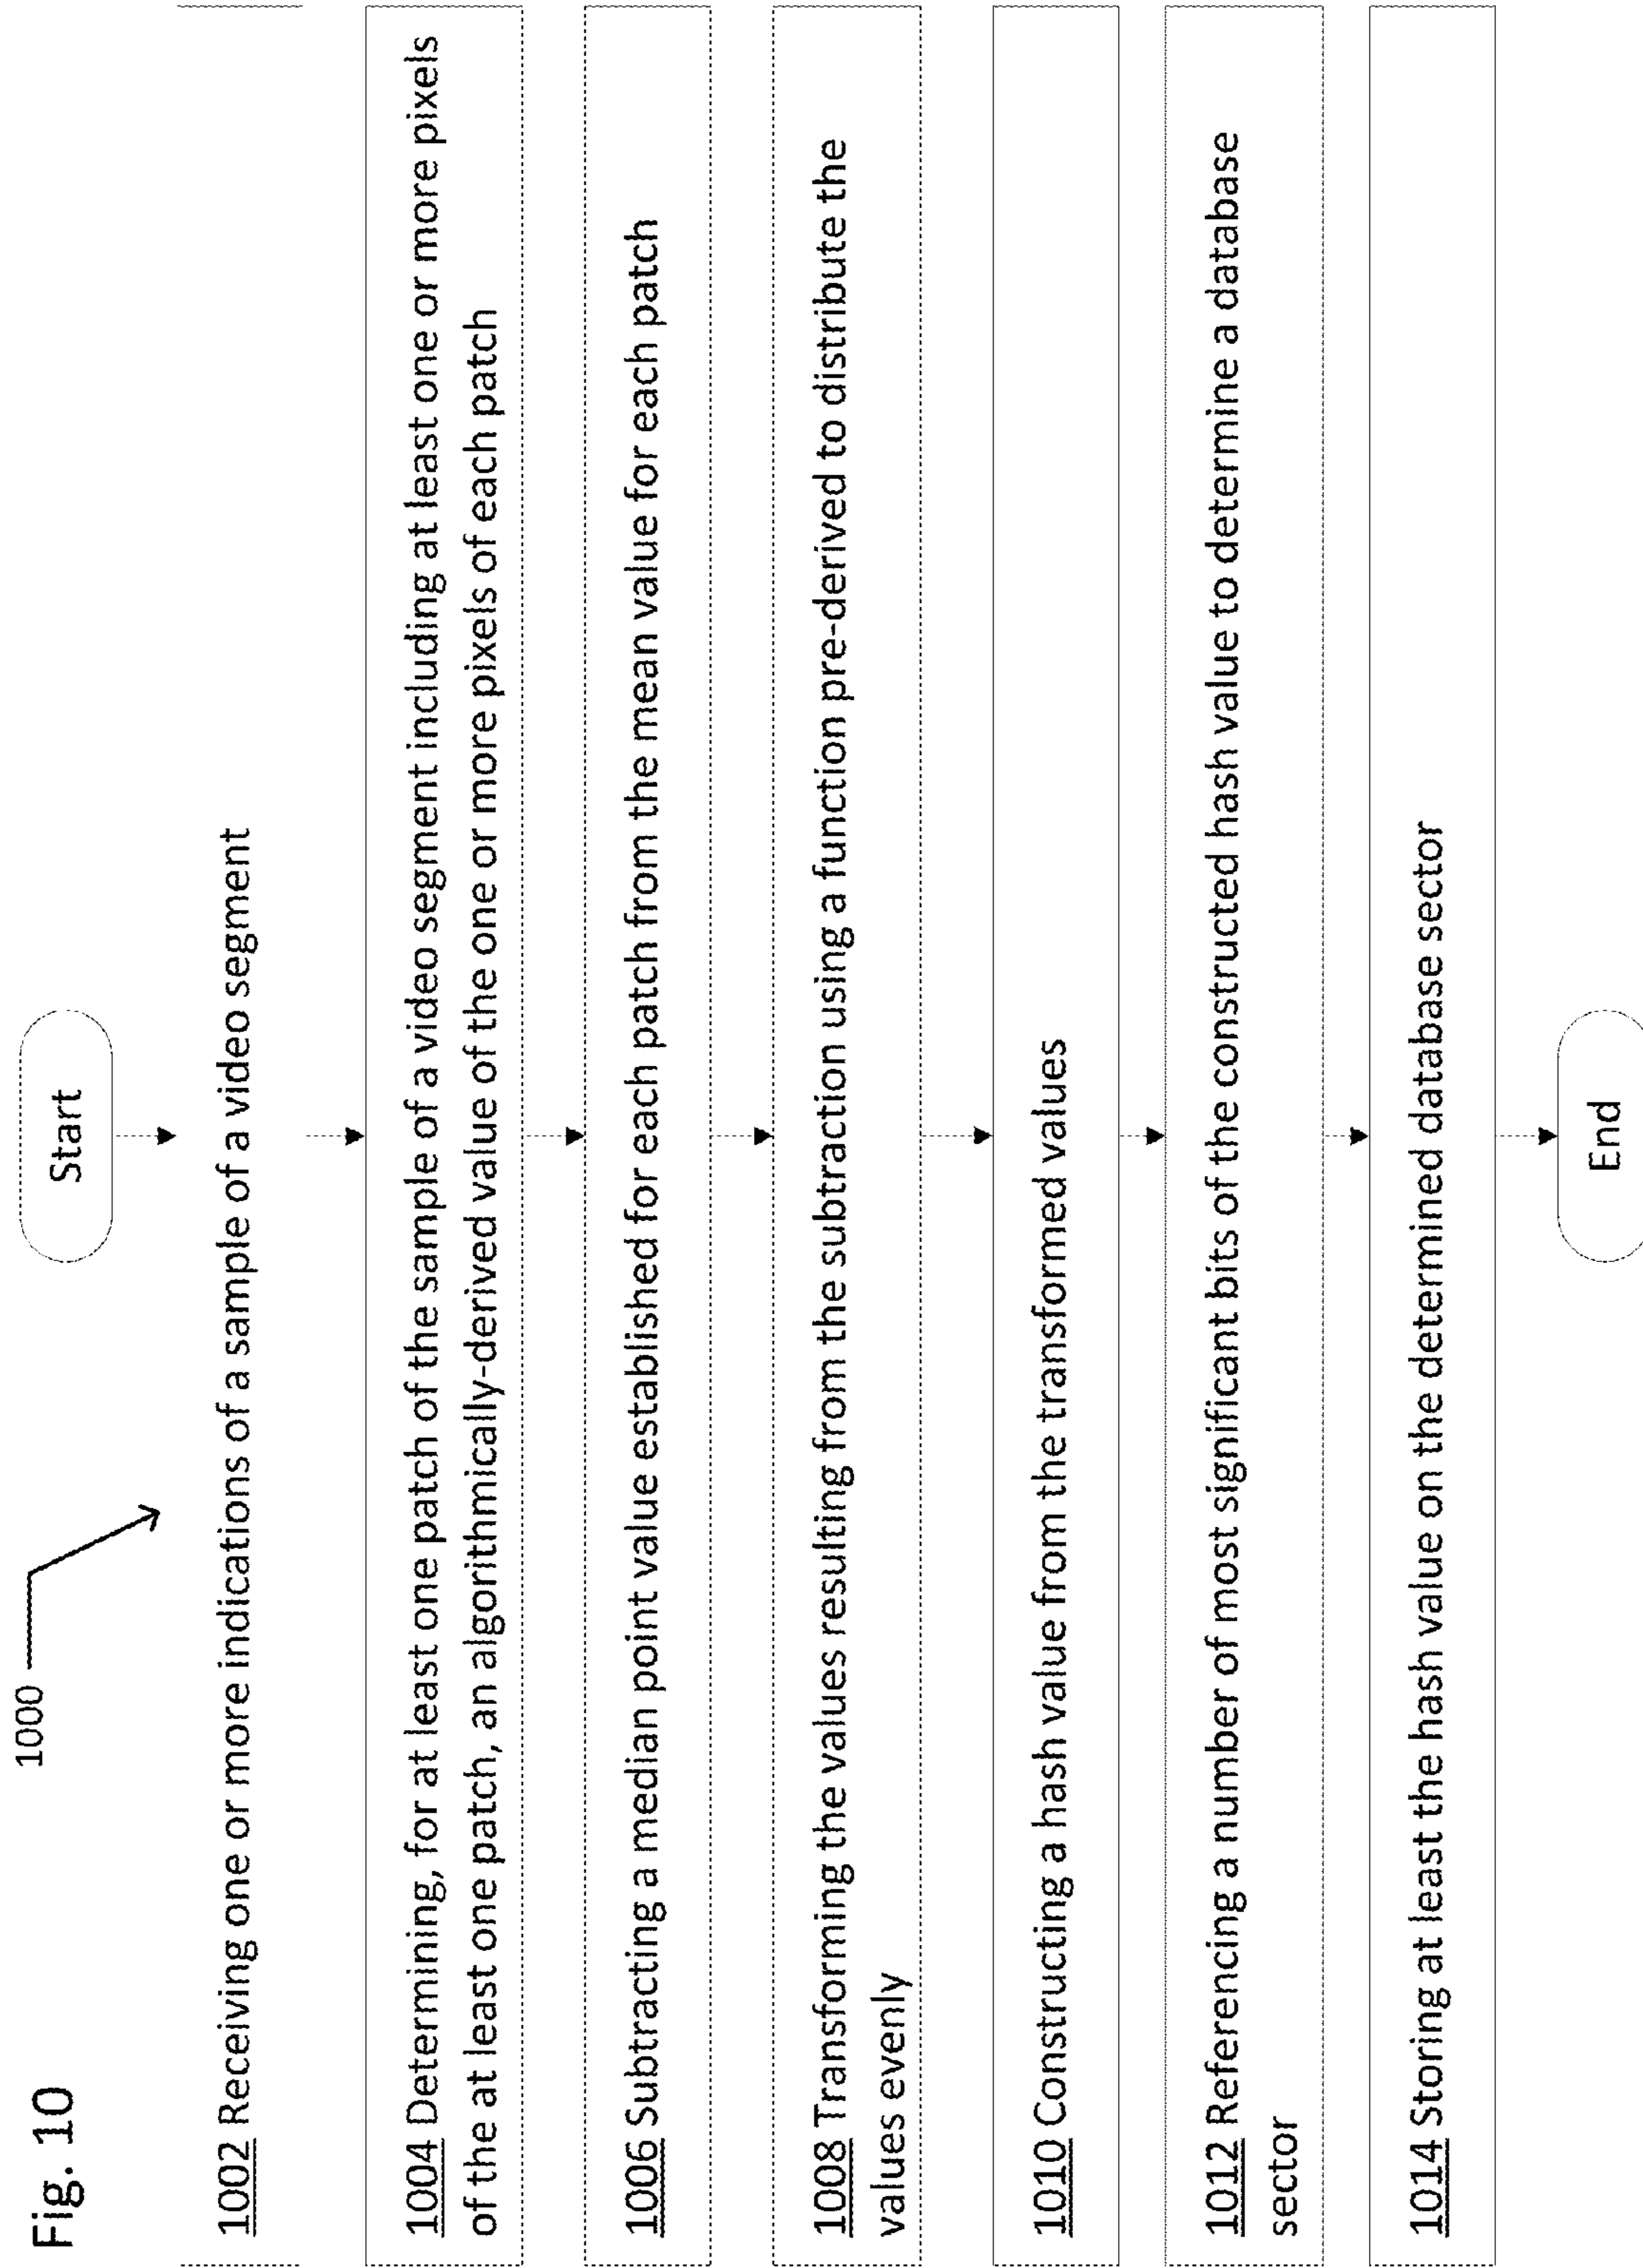 Fig. 10
1000
Start
1002 Receiving one or more indications of a sample of a video segment
1004 Determining, for at least one patch of the sample of a video segment including at least one or more pixels
of the at least one patch, an algorithmically-derived value of the one or more pixels of each patch
1006 Subtracting a median point value established for each patch from the mean value for each patch
1008 Transforming the values resulting from the subtraction using a function pre-derived to distribute the
values evenly
1010 Constructing a hash value from the transformed values
1012 Referencing a number of most significant bits of the constructed hash value to determine a database
sector
1014 Storing at least the hash value on the determined database sector
End